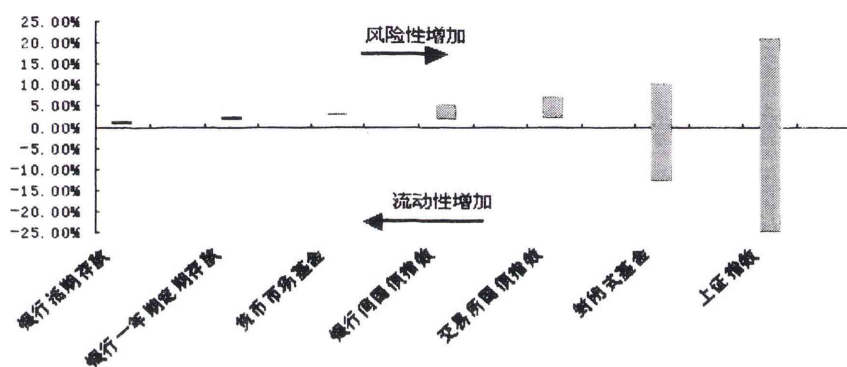 25.00%
20.00%
15.00%
10.00%
5.00%
0.00%
-5.00%
-10.00%
-15.00%
-20.00%
-25.00%
风险性增加
流动性增加
银行活期存款
银行一年期定期存款
货币市场基金
银行间国债指数
交易所国债指数
封闭式基金
上证指数